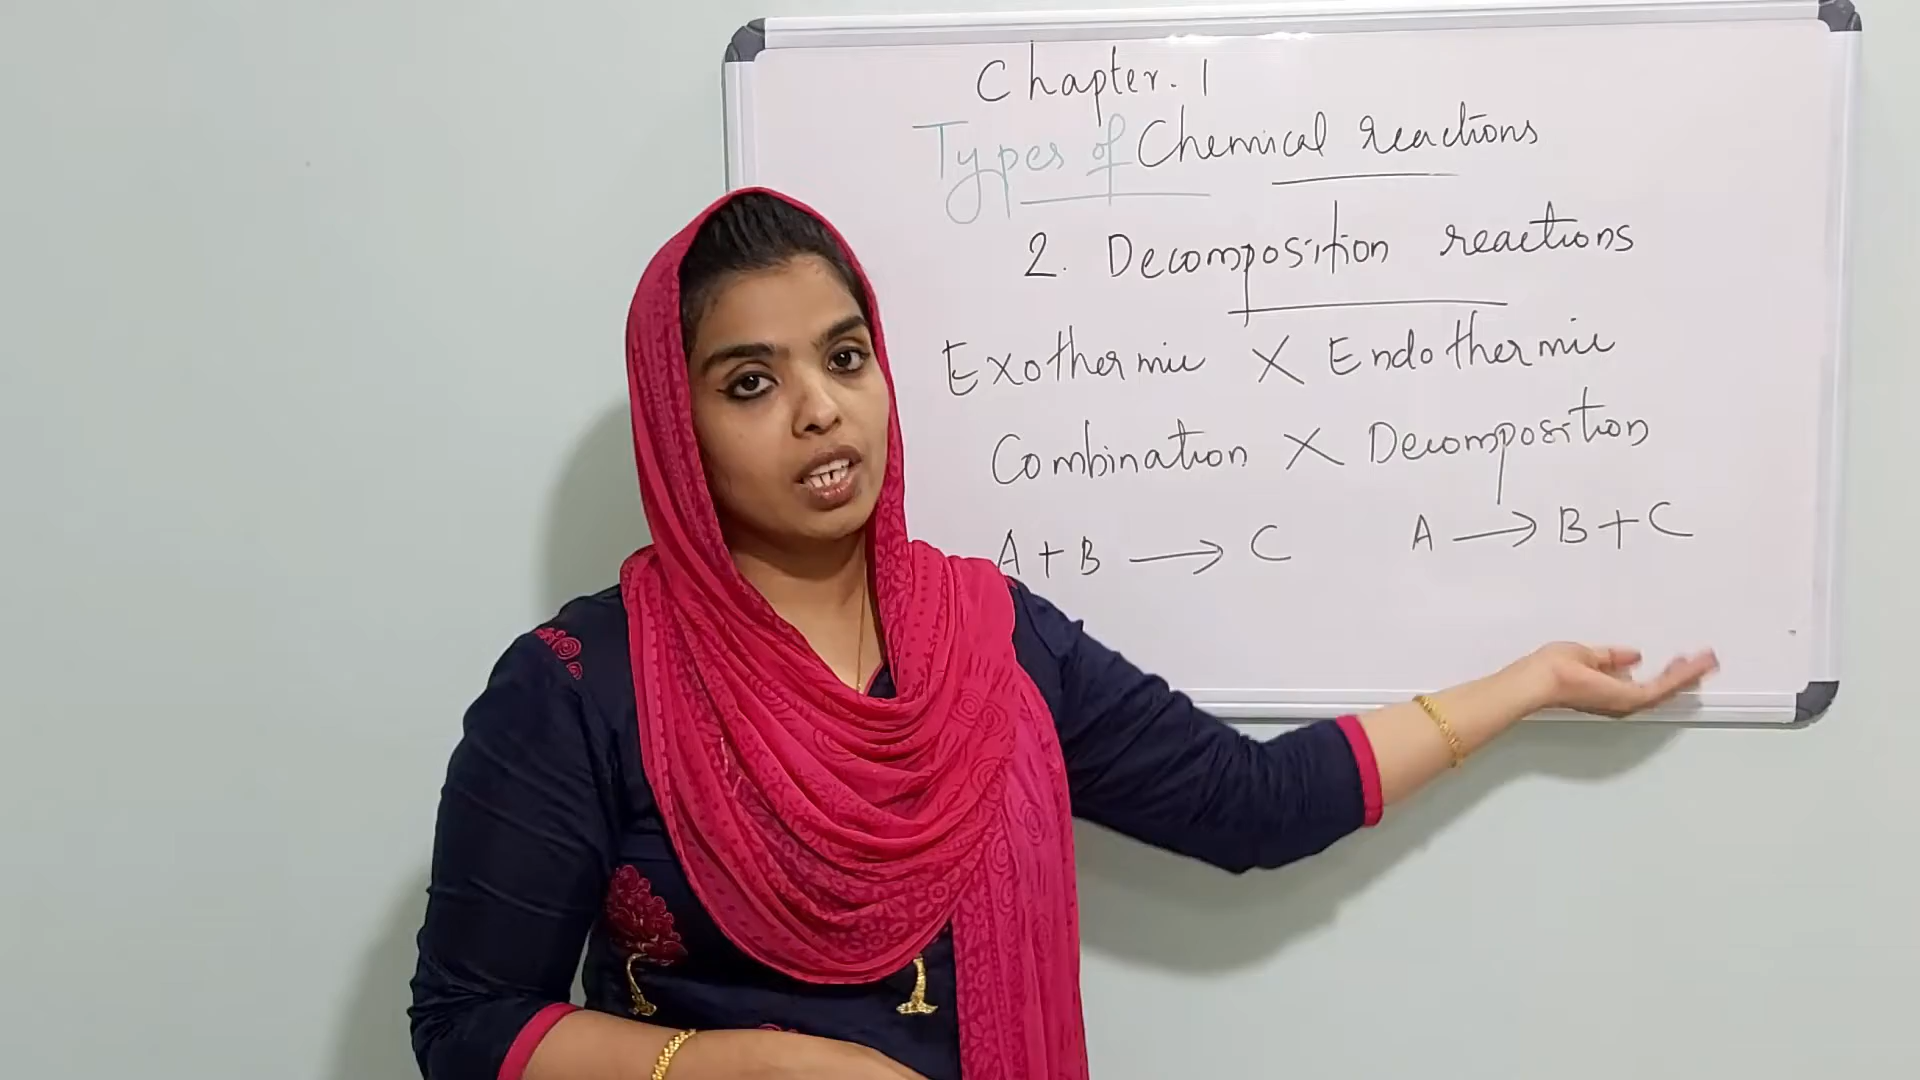 Chapter. 1
Types of Chemical reactions
2. Decomposition reactions
Exothermic X Endothermic
Combination X Decomposition
A + B → C A → B + C